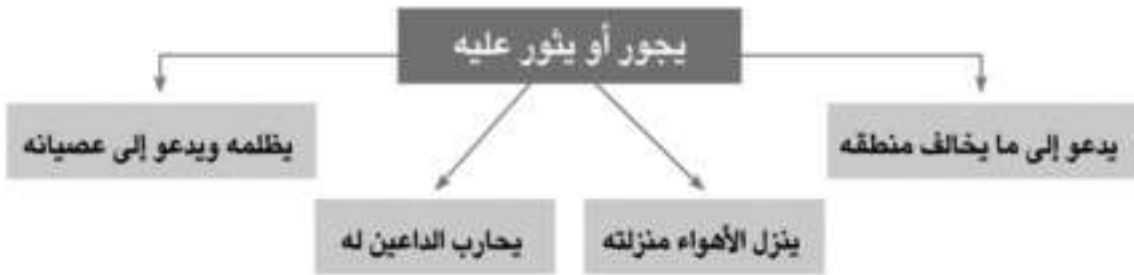 يجور أو يثور عليه
يدعو إلى ما يخالف منطقه
ينزل الأهواء منزلته
يحارب الداعين له
يظلمه ويدعو إلى عصيانه